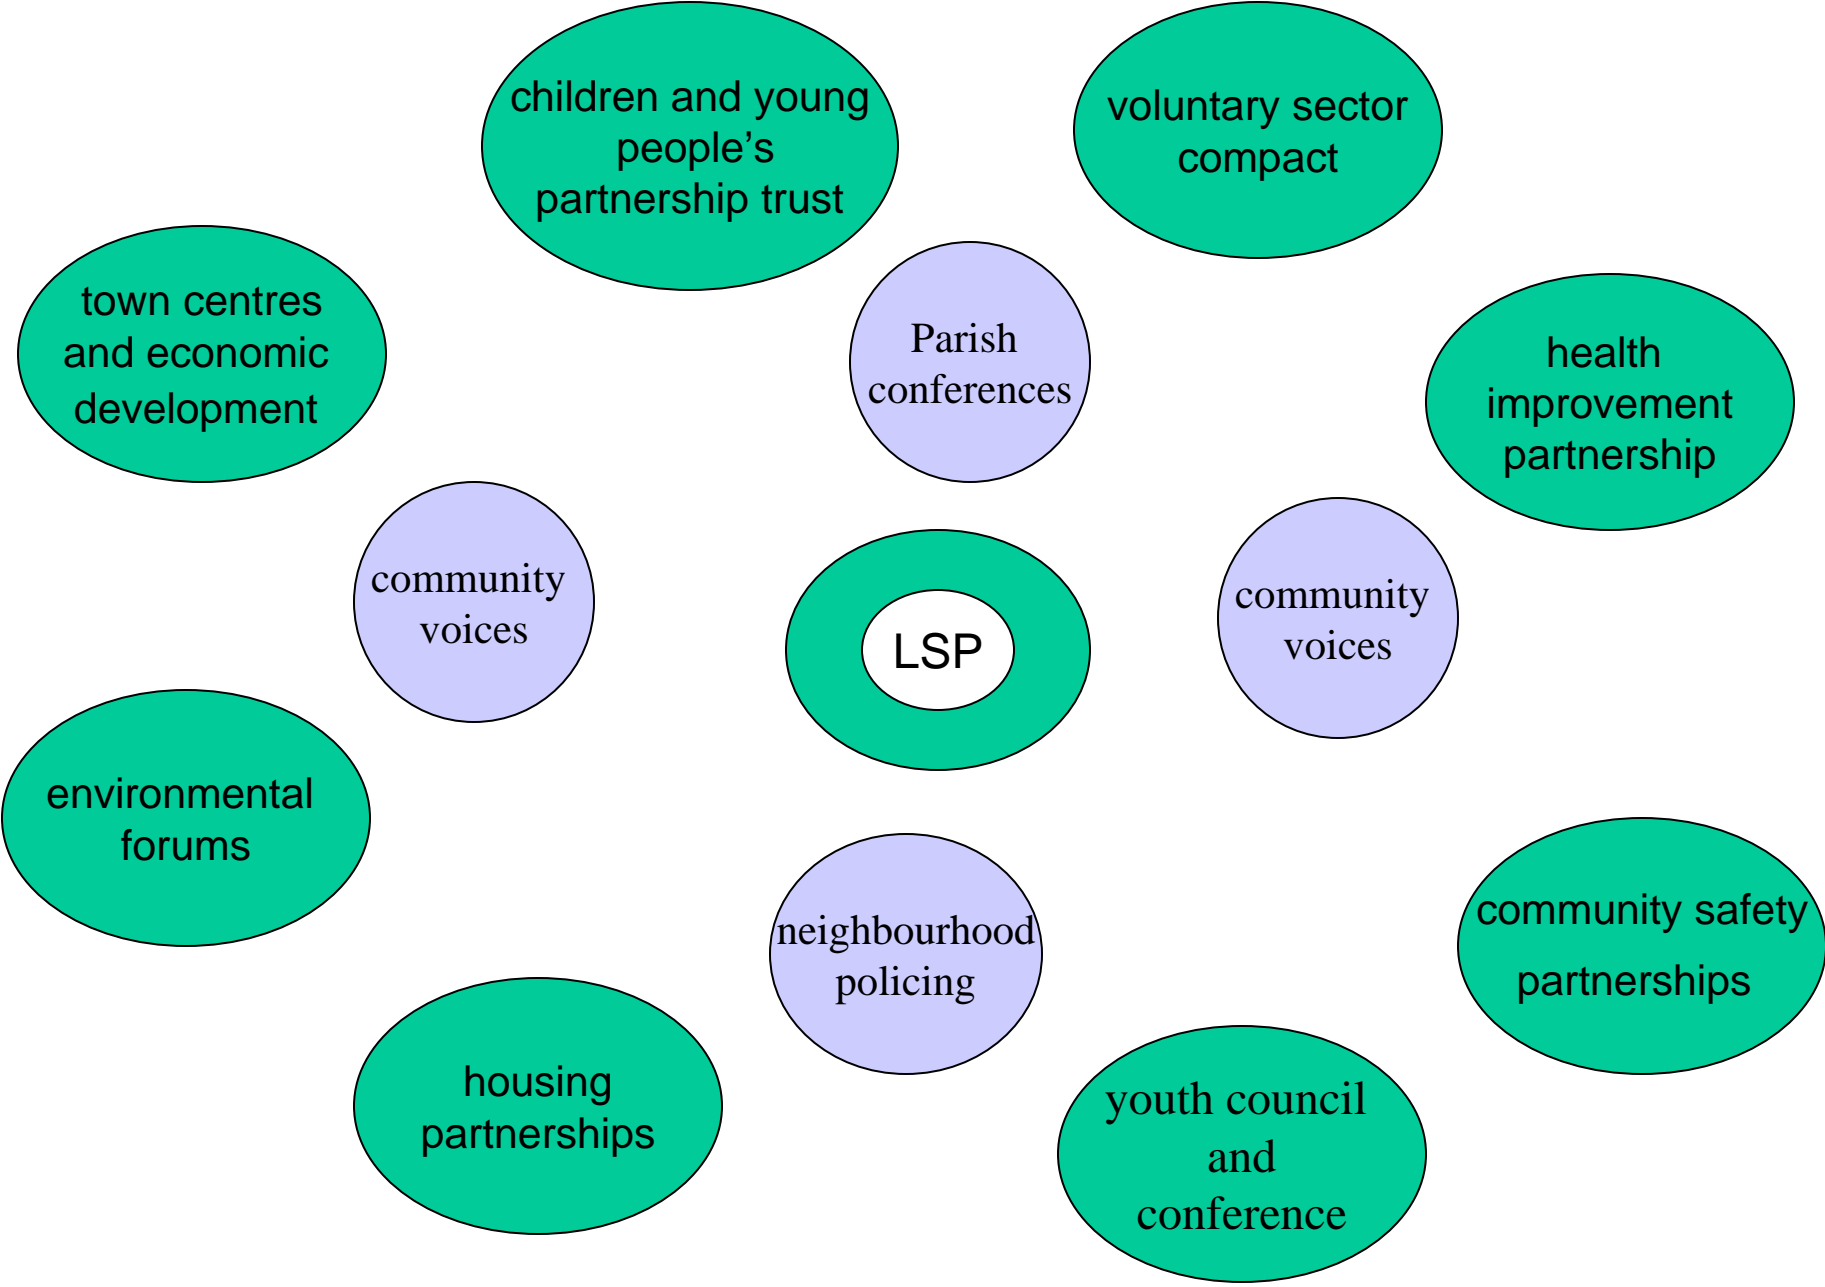 children and young
people’s
partnership trust
voluntary sector
compact
town centres
and economic
development
Parish
conferences
health
improvement
partnership
community
voices
LSP
community
voices
environmental
forums
neighbourhood
policing
community safety
partnerships
housing
partnerships
youth council
and
conference